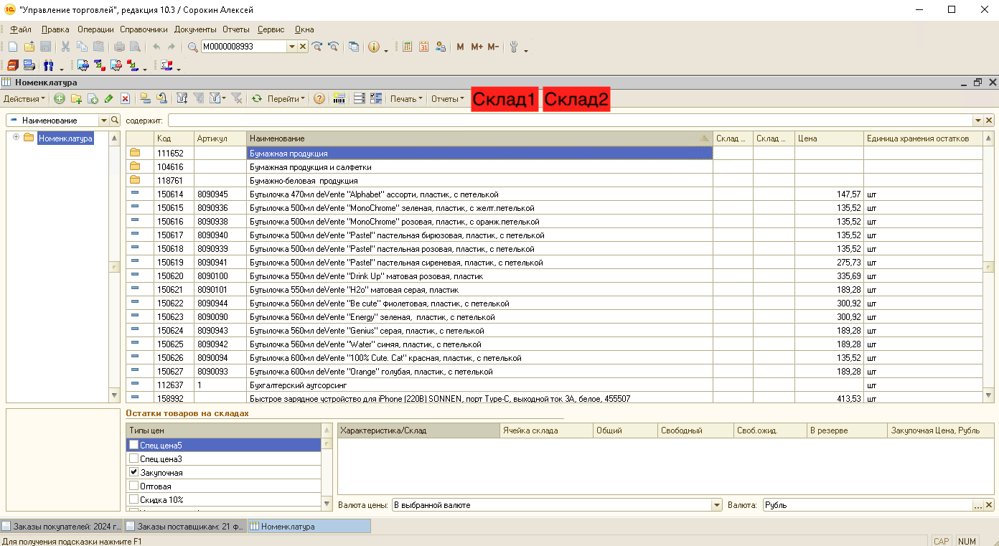 "Управление торговлей", редакция 10.3 / Сорокин Алексей
Файл Правка Операции Справочники Документы Отчеты Сервис Окна
М0000008993 M M+ M-
Номенклатура
Действия Перейти Печать Отчеты Склад1 Склад2
Наименование содержит:
Номенклатура
Код Артикул Наименование Склад ... Склад ... Цена Единица хранения остатков
111652 Бумажная продукция
104616 Бумажная продукция и салфетки
118761 Бумажно-беловая продукция
150614 8090945 Бутылочка 470мл deVente "Alphabet" ассорти, пластик, с петелькой 147,57 шт
150615 8090936 Бутылочка 500мл deVente "MonoChrome" зеленая, пластик, с желт.петелькой 135,52 шт
150616 8090938 Бутылочка 500мл deVente "MonoChrome" розовая, пластик, с оранж.петелькой 135,52 шт
150617 8090940 Бутылочка 500мл deVente "Pastel" пастельная бирюзовая, пластик, с петелькой 135,52 шт
150618 8090939 Бутылочка 500мл deVente "Pastel" пастельная розовая, пластик, с петелькой 135,52 шт
150619 8090941 Бутылочка 500мл deVente "Pastel" пастельная сиреневая, пластик, с петелькой 275,73 шт
150620 8090100 Бутылочка 550мл deVente "Drink Up" матовая розовая, пластик 335,69 шт
150621 8090101 Бутылочка 550мл deVente "H2o" матовая серая, пластик 189,28 шт
150622 8090944 Бутылочка 560мл deVente "Be cute" фиолетовая, пластик, с петелькой 300,92 шт
150623 8090090 Бутылочка 560мл deVente "Energy" зеленая, пластик, с петелькой 300,92 шт
150624 8090943 Бутылочка 560мл deVente "Genius" серая, пластик, с петелькой 189,28 шт
150625 8090942 Бутылочка 560мл deVente "Water" синяя, пластик, с петелькой 189,28 шт
150626 8090094 Бутылочка 600мл deVente "100% Cute. Cat" красная, пластик, с петелькой 135,52 шт
150627 8090093 Бутылочка 600мл deVente "Orange" голубая, пластик, с петелькой 189,28 шт
112637 1 Бухгалтерский аутсорсинг шт
158992 Быстрое зарядное устройство для iPhone (220В) SONNEN, порт Type-C, выходной ток 3А, белое, 455507 413,53 шт
Остатки товаров на складах
Типы цен Характеристика/Склад Ячейка склада Общий Свободный Своб.ожид. В резерве Закупочная Цена, Рубль
Спец.цена5
Спец.цена3
Закупочная
Оптовая
Скидка 10%
Валюта цены: В выбранной валюте Валюта: Рубль
Заказы покупателей: 2024 г... Заказы поставщикам: 21 ф... Номенклатура
Для получения подсказки нажмите F1 CAP NUM